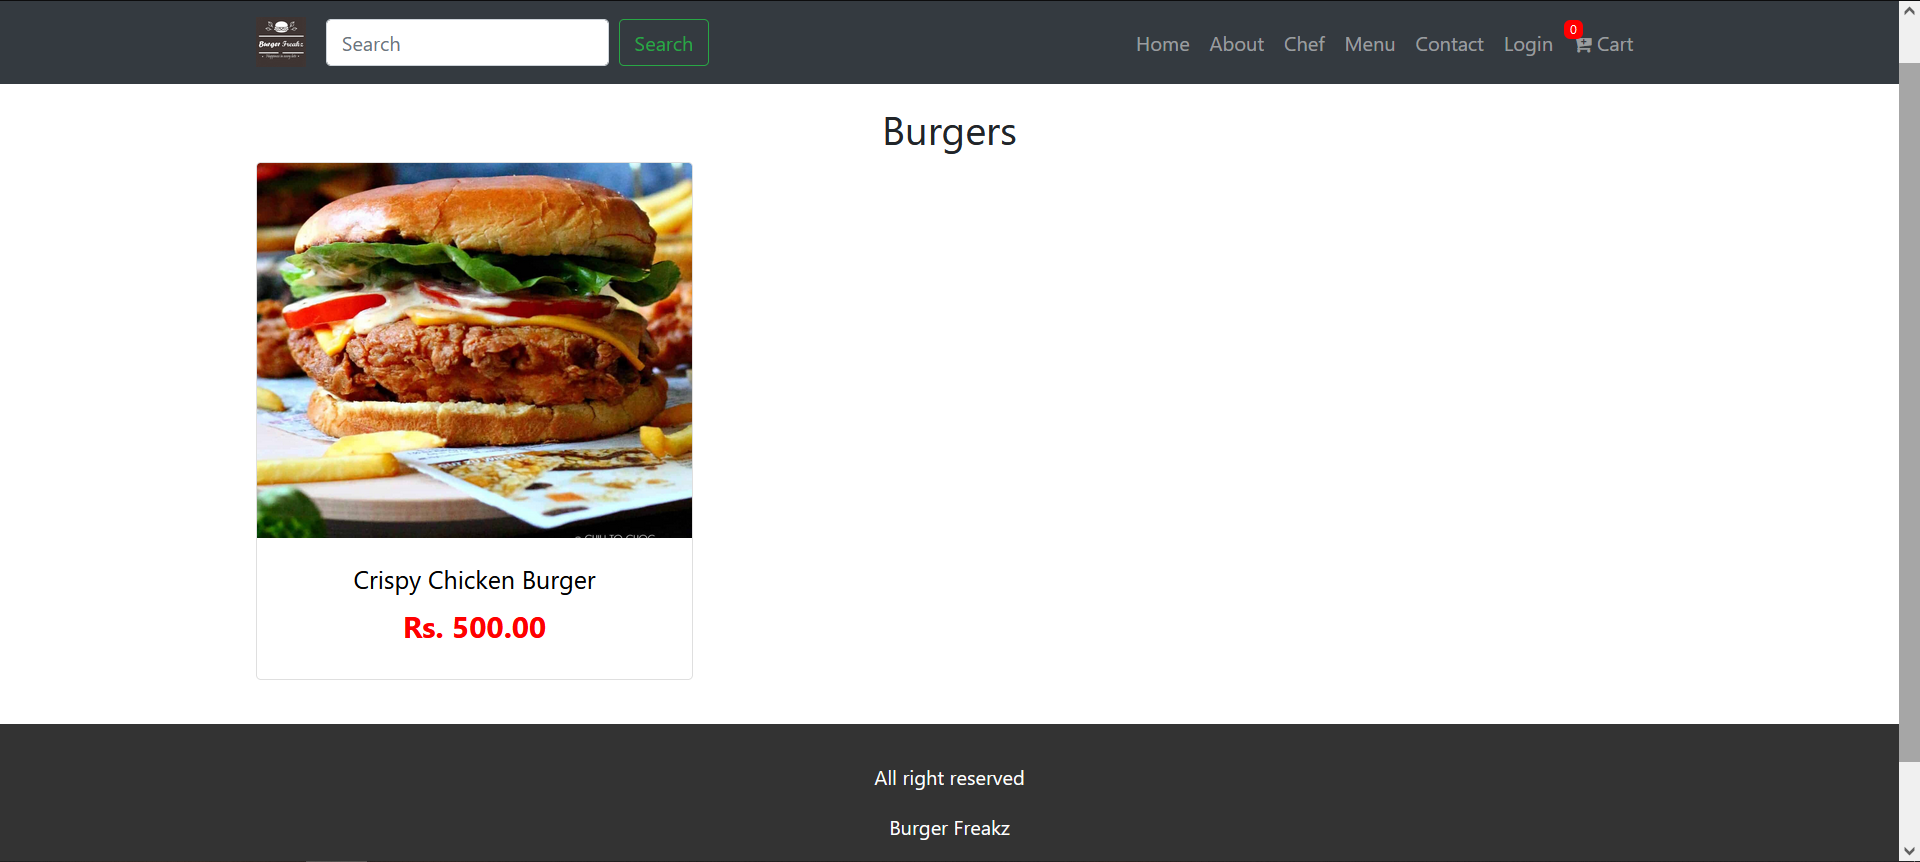 Burger Freakz
Search
Search
Home
About
Chef
Menu
Contact
Login
0
Cart
Burgers
Crispy Chicken Burger
Rs. 500.00
All right reserved
Burger Freakz